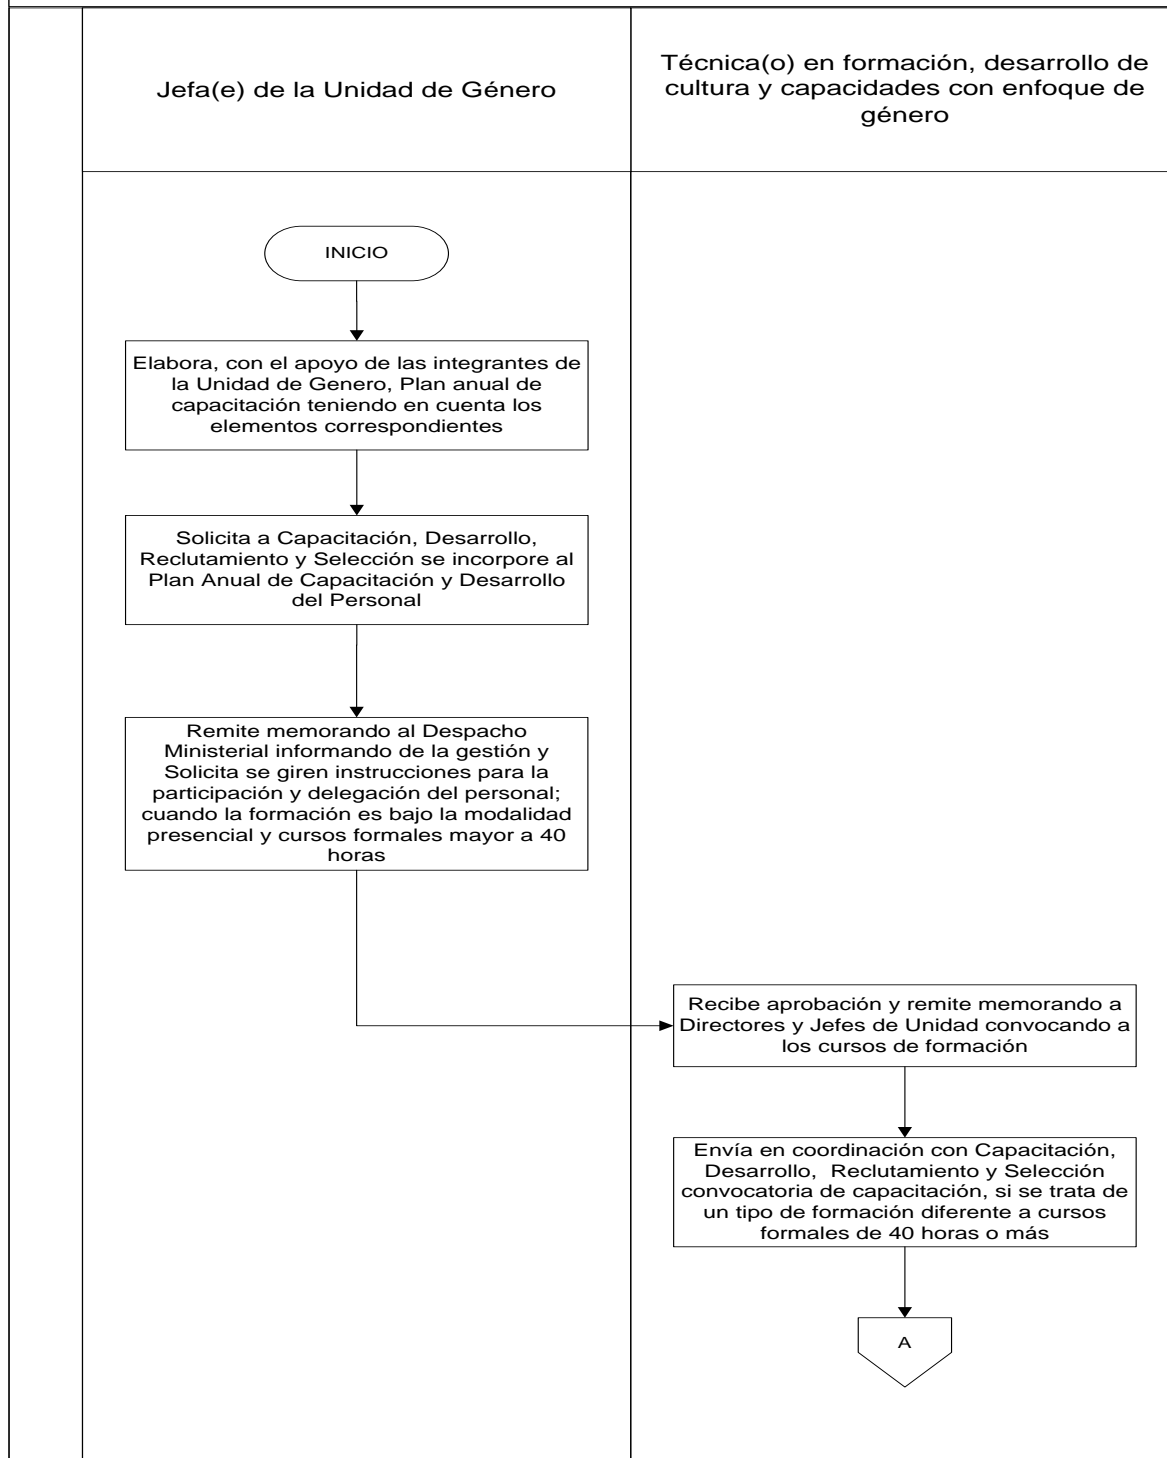 Jefa(e) de la Unidad de Género
Técnica(o) en formación, desarrollo de
cultura y capacidades con enfoque de
género
INICIO
Elabora, con el apoyo de las integrantes de
la Unidad de Genero, Plan anual de
capacitación teniendo en cuenta los
elementos correspondientes
Solicita a Capacitación, Desarrollo,
Reclutamiento y Selección se incorpore al
Plan Anual de Capacitación y Desarrollo
del Personal
Remite memorando al Despacho
Ministerial informando de la gestión y
Solicita se giren instrucciones para la
participación y delegación del personal;
cuando la formación es bajo la modalidad
presencial y cursos formales mayor a 40
horas
Recibe aprobación y remite memorando a
Directores y Jefes de Unidad convocando a
los cursos de formación
Envía en coordinación con Capacitación,
Desarrollo,  Reclutamiento y Selección
convocatoria de capacitación, si se trata de
un tipo de formación diferente a cursos
formales de 40 horas o más
A